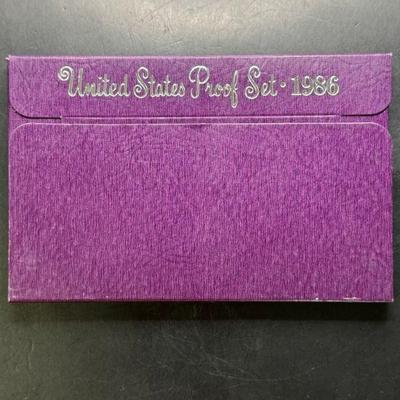 United States Proof Set · 1986